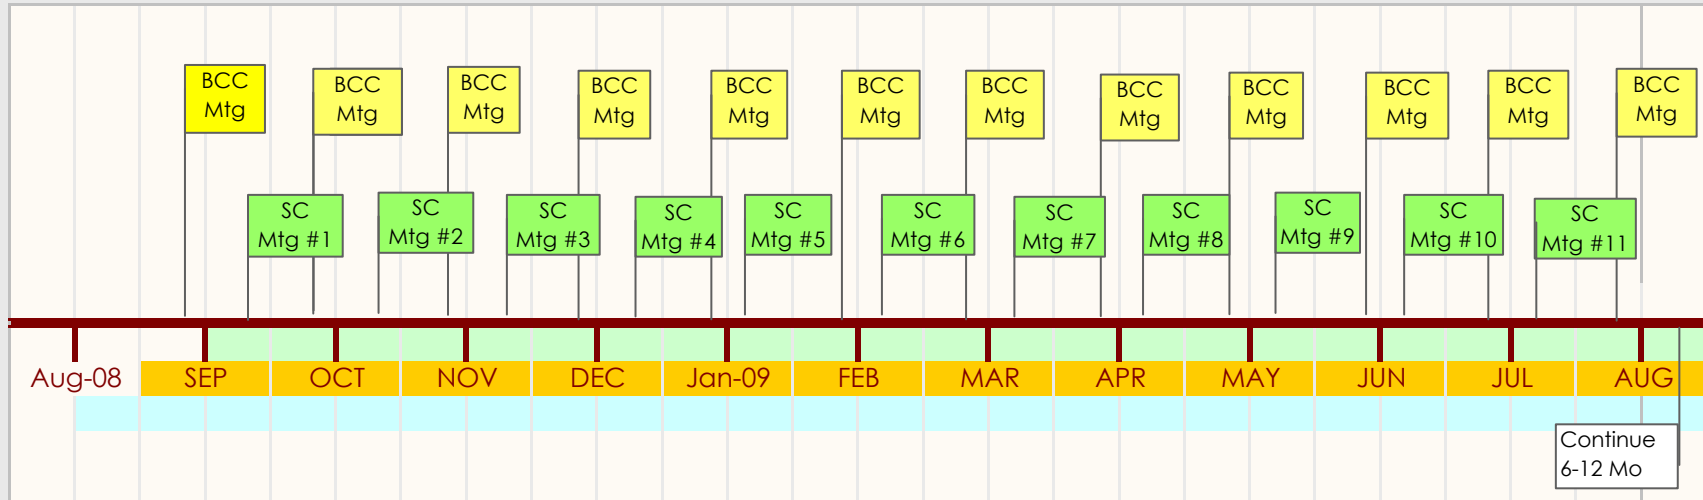 BCC
Mtg
BCC
Mtg
BCC
Mtg
BCC
Mtg
BCC
Mtg
BCC
Mtg
BCC
Mtg
BCC
Mtg
BCC
Mtg
BCC
Mtg
BCC
Mtg
BCC
Mtg
SC
Mtg #1
SC
Mtg #2
SC
Mtg #3
SC
Mtg #4
SC
Mtg #5
SC
Mtg #6
SC
Mtg #7
SC
Mtg #8
SC
Mtg #9
SC
Mtg #10
SC
Mtg #11
Aug-08 SEP OCT NOV DEC Jan-09 FEB MAR APR MAY JUN JUL AUG
Continue
6-12 Mo